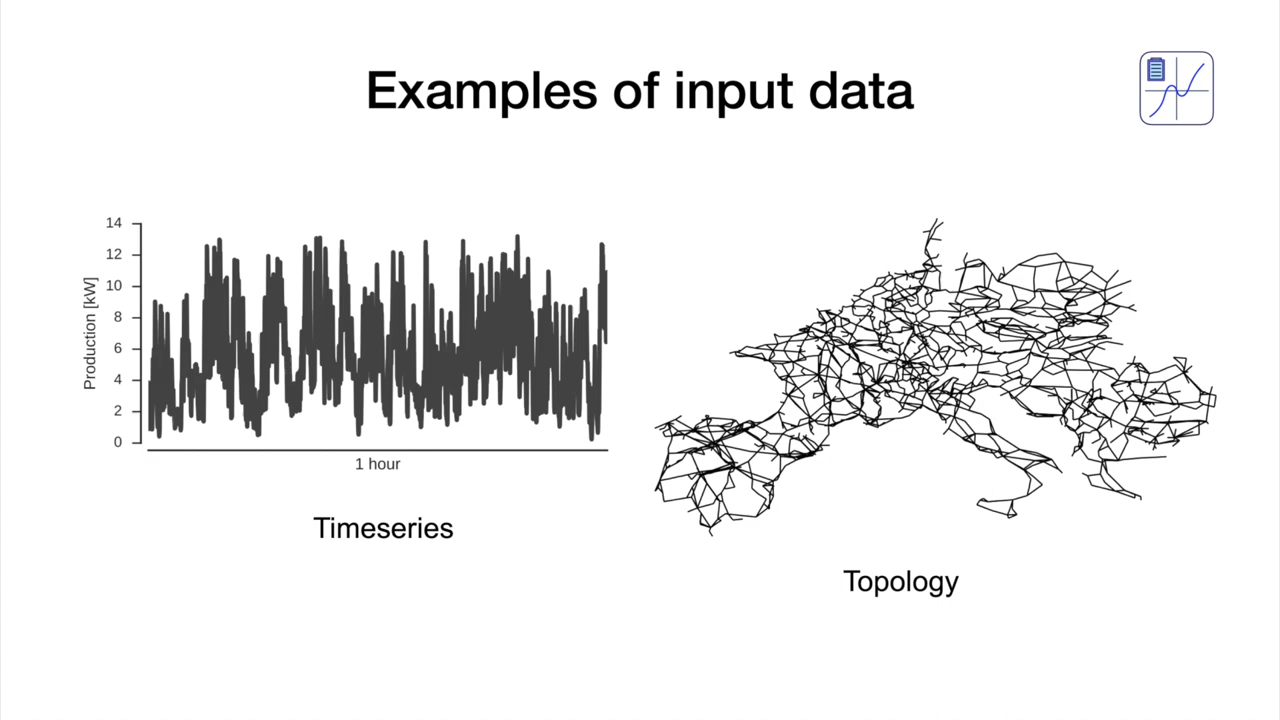 Examples of input data
14
12
10
8
6
4
2
0
Production [kW]
1 hour
Timeseries
Topology